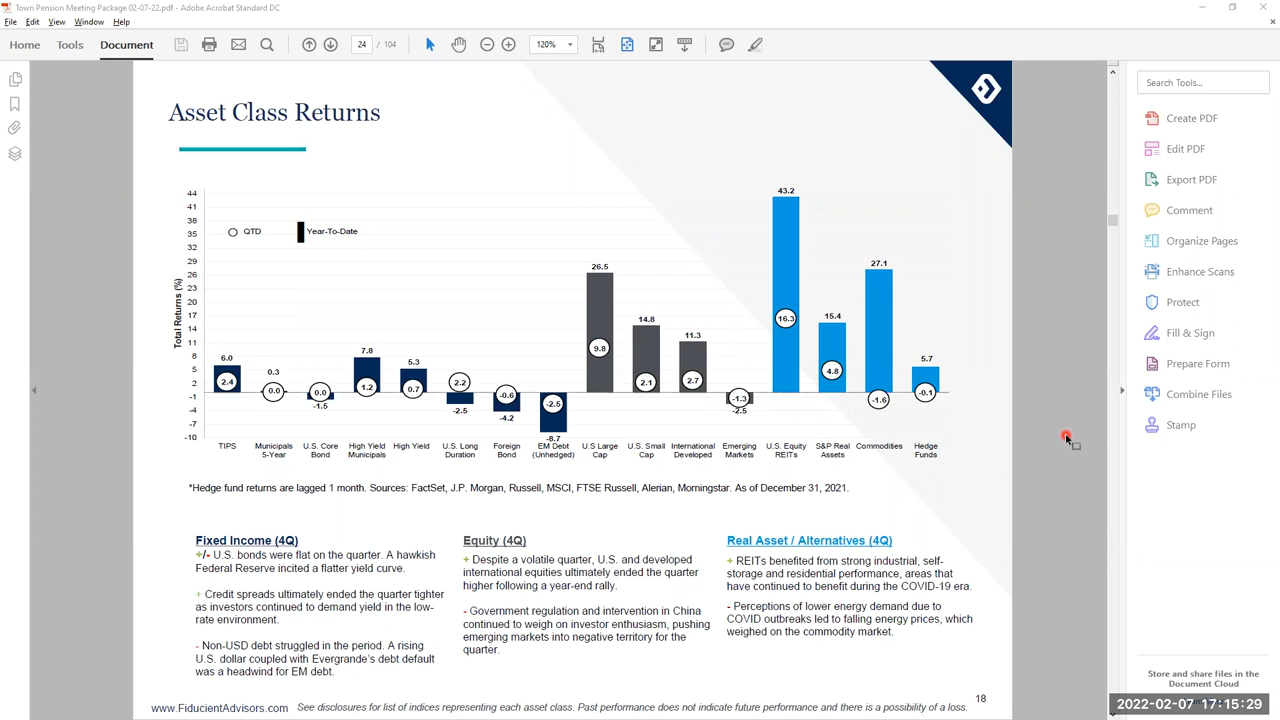 Town Pension Meeting Package 02-07-22.pdf - Adobe Acrobat Standard DC
File Edit View Window Help
Home Tools Document 24 / 104 120%
Asset Class Returns
Total Returns (%)
44
41
38
35
32
29
26
23
20
17
14
11
8
5
2
-1
-4
-7
-10
QTD Year-To-Date
6.0 0.3 -1.5 7.8 5.3 -2.5 -4.2 -8.7 26.5 14.8 11.3 -2.5 43.2 15.4 27.1 5.7
2.4 0.0 0.0 1.2 0.7 2.2 -0.6 -2.5 9.8 2.1 2.7 -1.3 16.3 4.8 -1.6 -0.1
TIPS
Municipals
5-Year
U.S. Core
Bond
High Yield
Municipals
High Yield
U.S. Long
Duration
Foreign
Bond
EM Debt
(Unhedged)
U.S Large
Cap
U.S. Small
Cap
International
Developed
Emerging
Markets
U.S. Equity
REITs
S&P Real
Assets
Commodities
Hedge
Funds
*Hedge fund returns are lagged 1 month. Sources: FactSet, J.P. Morgan, Russell, MSCI, FTSE Russell, Alerian, Morningstar. As of December 31, 2021.
Fixed Income (4Q)
+/- U.S. bonds were flat on the quarter. A hawkish
Federal Reserve incited a flatter yield curve.
+ Credit spreads ultimately ended the quarter tighter
as investors continued to demand yield in the low-
rate environment.
- Non-USD debt struggled in the period. A rising
U.S. dollar coupled with Evergrande's debt default
was a headwind for EM debt.
Equity (4Q)
+ Despite a volatile quarter, U.S. and developed
international equities ultimately ended the quarter
higher following a year-end rally.
- Government regulation and intervention in China
continued to weigh on investor enthusiasm, pushing
emerging markets into negative territory for the
quarter.
Real Asset / Alternatives (4Q)
+ REITs benefited from strong industrial, self-
storage and residential performance, areas that
have continued to benefit during the COVID-19 era.
- Perceptions of lower energy demand due to
COVID outbreaks led to falling energy prices, which
weighed on the commodity market.
www.FiducientAdvisors.com See disclosures for list of indices representing each asset class. Past performance does not indicate future performance and there is a possibility of loss.
18
Search Tools...
Create PDF
Edit PDF
Export PDF
Comment
Organize Pages
Enhance Scans
Protect
Fill & Sign
Prepare Form
Combine Files
Stamp
Store and share files in the
Document Cloud
2022-02-07 17:15:29